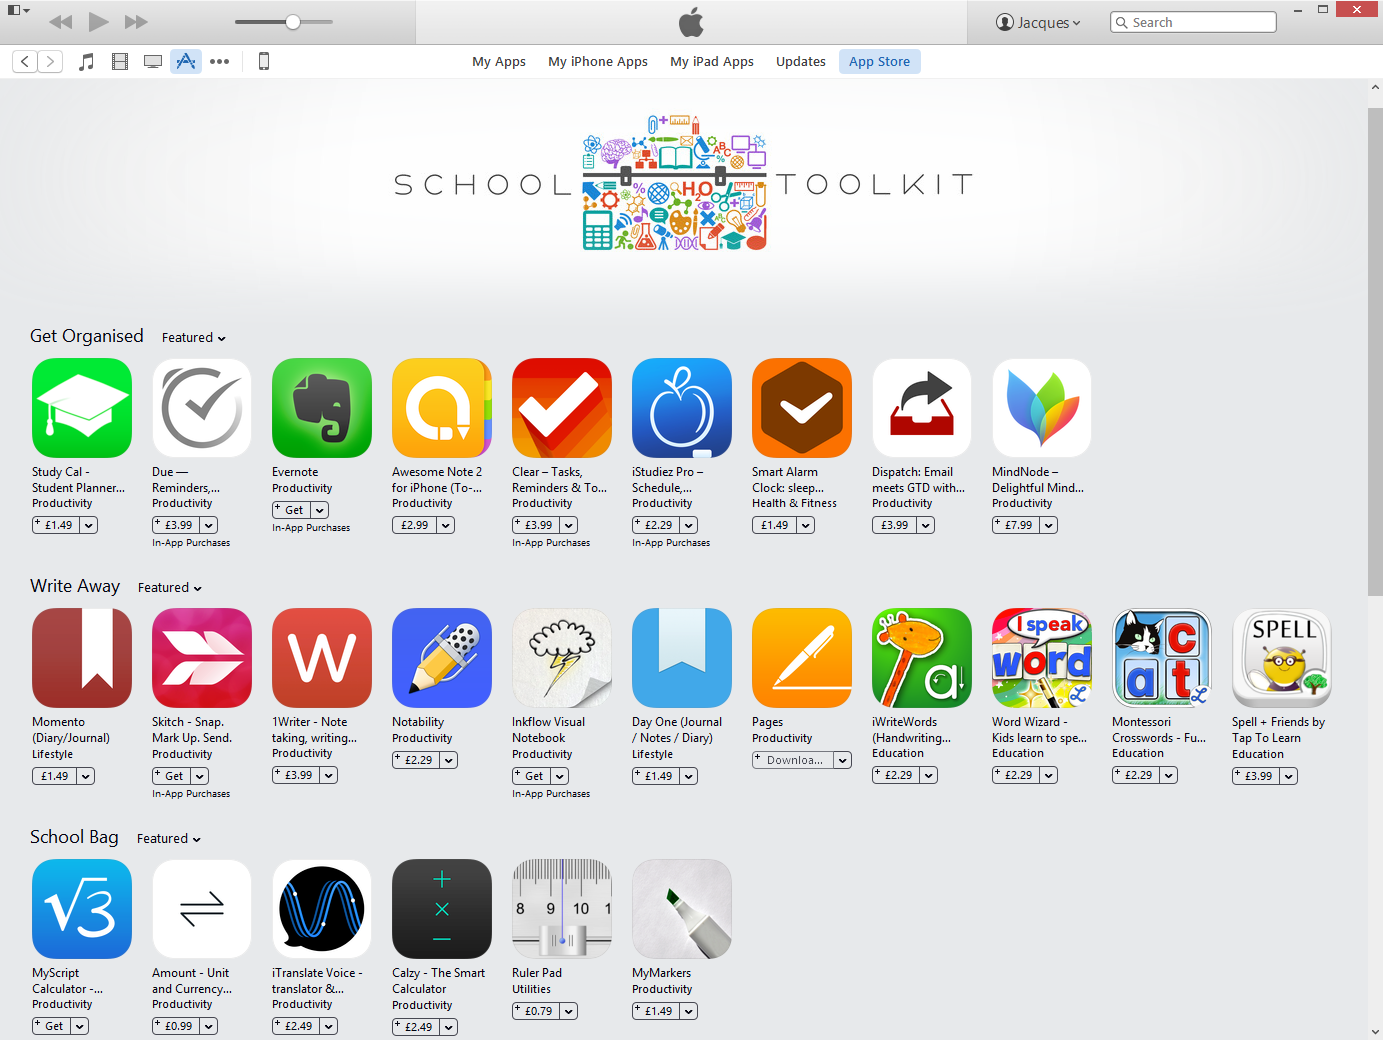 Jacques
Search
My Apps
My iPhone Apps
My iPad Apps
Updates
App Store
SCHOOL TOOLKIT
ABC
%
%
H2O
Get Organised
Featured
Study Cal -
Student Planner...
Productivity
+ £1.49
Due —
Reminders,...
Productivity
+ £3.99
In-App Purchases
Evernote
Productivity
+ Get
In-App Purchases
Awesome Note 2
for iPhone (To-...
Productivity
£2.99
Clear – Tasks,
Reminders & To...
Productivity
+ £3.99
In-App Purchases
iStudiez Pro –
Schedule,...
Productivity
+ £2.29
In-App Purchases
Smart Alarm
Clock: sleep...
Health & Fitness
£1.49
Dispatch: Email
meets GTD with...
Productivity
£3.99
MindNode –
Delightful Mind...
Productivity
+ £7.99
Write Away
Featured
Momento
(Diary/Journal)
Lifestyle
£1.49
Skitch - Snap.
Mark Up. Send.
Productivity
+ Get
In-App Purchases
W
1Writer - Note
taking, writing...
Productivity
+ £3.99
Notability
Productivity
+ £2.29
Inkflow Visual
Notebook
Productivity
+ Get
In-App Purchases
Day One (Journal
/ Notes / Diary)
Lifestyle
+ £1.49
Pages
Productivity
+ Downloa...
a
iWriteWords
(Handwriting...
Education
+ £2.29
I speak
word
Word Wizard -
Kids learn to spe...
Education
+ £2.29
c
a t
Montessori
Crosswords - Fu...
Education
+ £2.29
SPELL
Spell + Friends by
Tap To Learn
Education
+ £3.99
School Bag
Featured
√3
MyScript
Calculator -...
Productivity
+ Get
Amount - Unit
and Currency...
Productivity
+ £0.99
iTranslate Voice -
translator &...
Productivity
+ £2.49
+
×
−
Calzy - The Smart
Calculator
Productivity
+ £2.49
8 9 10 1
Ruler Pad
Utilities
+ £0.79
MyMarkers
Productivity
+ £1.49